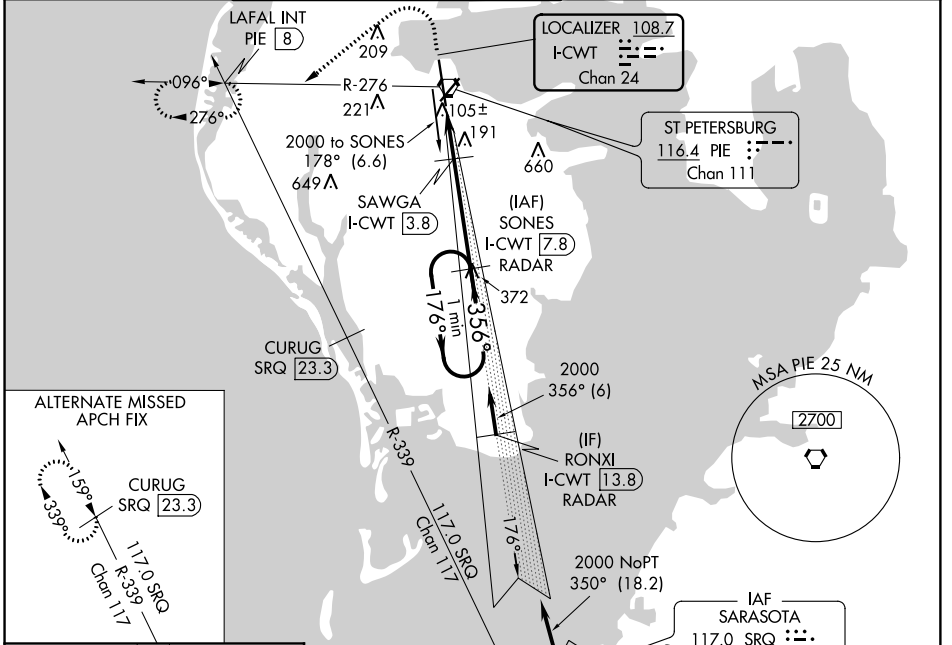 LAFAL INT
PIE 8
209
LOCALIZER 108.7
I-CWT
Chan 24
096°
276°
R-276
221
105±
191
2000 to SONES
178° (6.6)
649
660
ST PETERSBURG
116.4 PIE
Chan 111
SAWGA
I-CWT 3.8
(IAF)
SONES
I-CWT 7.8
RADAR
372
176°
1 min
356°
CURUG
SRQ 23.3
2000
356° (6)
MSA PIE 25 NM
2700
ALTERNATE MISSED
APCH FIX
159°
339°
CURUG
SRQ 23.3
117.0 SRQ
R-339
Chan 117
R-339
117.0 SRQ
Chan 117
(IF)
RONXI
I-CWT 13.8
RADAR
176°
2000 NoPT
350° (18.2)
IAF
SARASOTA
117.0 SRQ